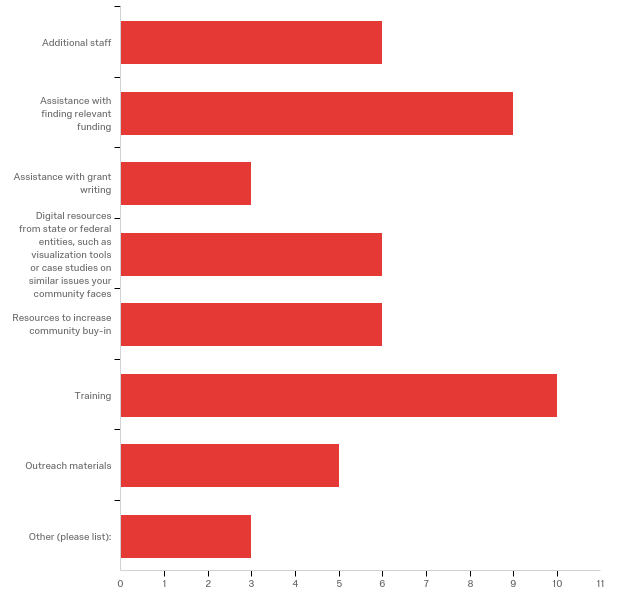 Additional staff
Assistance with
finding relevant
funding
Assistance with grant
writing
Digital resources
from state or federal
entities, such as
visualization tools
or case studies on
similar issues your
community faces
Resources to increase
community buy-in
Training
Outreach materials
Other (please list):
0 1 2 3 4 5 6 7 8 9 10 11